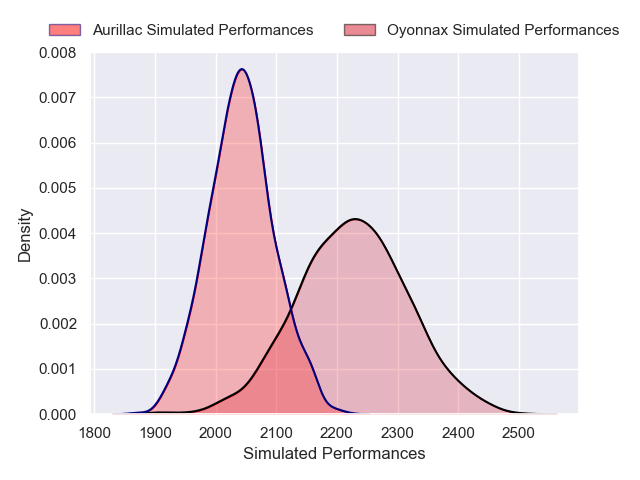 Aurillac Simulated Performances Oyonnax Simulated Performances
0.008
0.007
0.006
0.005
0.004
0.003
0.002
0.001
0.000
Density
1800 1900 2000 2100 2200 2300 2400 2500
Simulated Performances